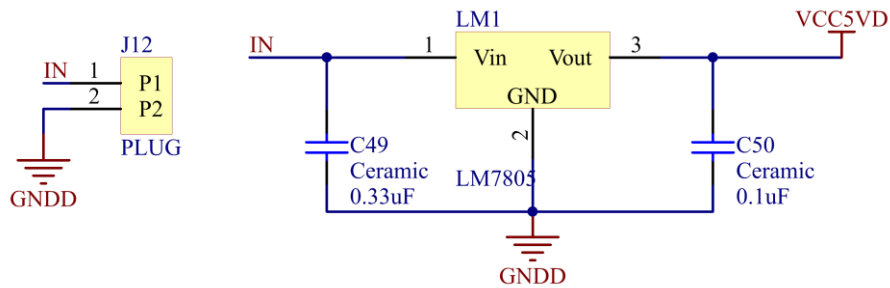 J12
IN
1
P1
2
P2
PLUG
GNDD
IN
LM1
1
Vin
Vout
3
GND
2
LM7805
VCC5VD
C49
Ceramic
0.33uF
C50
Ceramic
0.1uF
GNDD